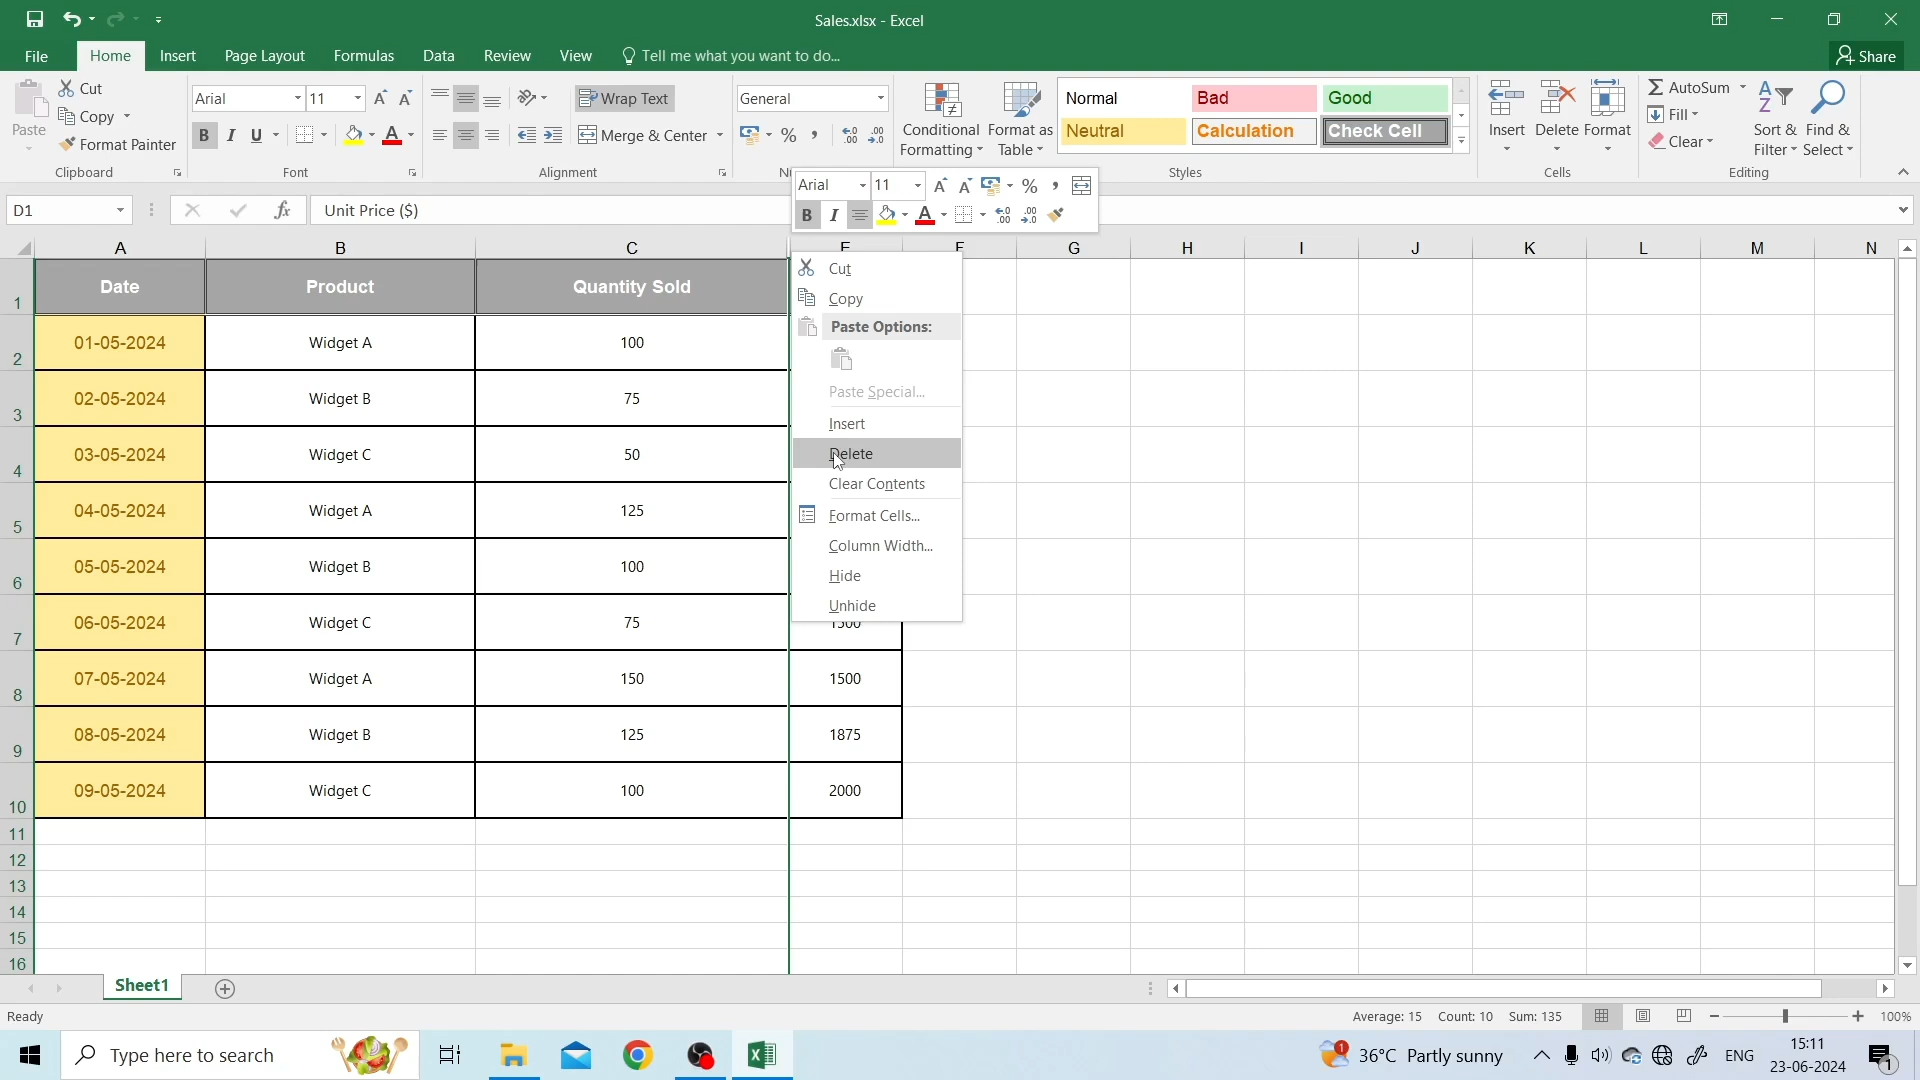 Sales.xlsx - Excel
File Home Insert Page Layout Formulas Data Review View Tell me what you want to do... Share
Paste Cut Copy Format Painter
Clipboard
Arial 11
B I U A
Font
Wrap Text
Merge & Center
Alignment
General
% ,
Conditional Formatting
Format as Table
Normal Bad Good
Neutral Calculation Check Cell
Styles
Insert Delete Format
Cells
AutoSum
Fill
Clear
Sort & Filter
Find & Select
Editing
Arial 11 A A % ,
B I A
D1 fx Unit Price ($)
A B C E F G H I J K L M N
1 Date Product Quantity Sold
2 01-05-2024 Widget A 100
3 02-05-2024 Widget B 75
4 03-05-2024 Widget C 50
5 04-05-2024 Widget A 125
6 05-05-2024 Widget B 100
7 06-05-2024 Widget C 75 1500
8 07-05-2024 Widget A 150 1500
9 08-05-2024 Widget B 125 1875
10 09-05-2024 Widget C 100 2000
11
12
13
14
15
16
Cut
Copy
Paste Options:
Paste Special...
Insert
Delete
Clear Contents
Format Cells...
Column Width...
Hide
Unhide
Sheet1
Ready Average: 15 Count: 10 Sum: 135 100%
Type here to search 1 36°C Partly sunny ENG 15:11
23-06-2024 1